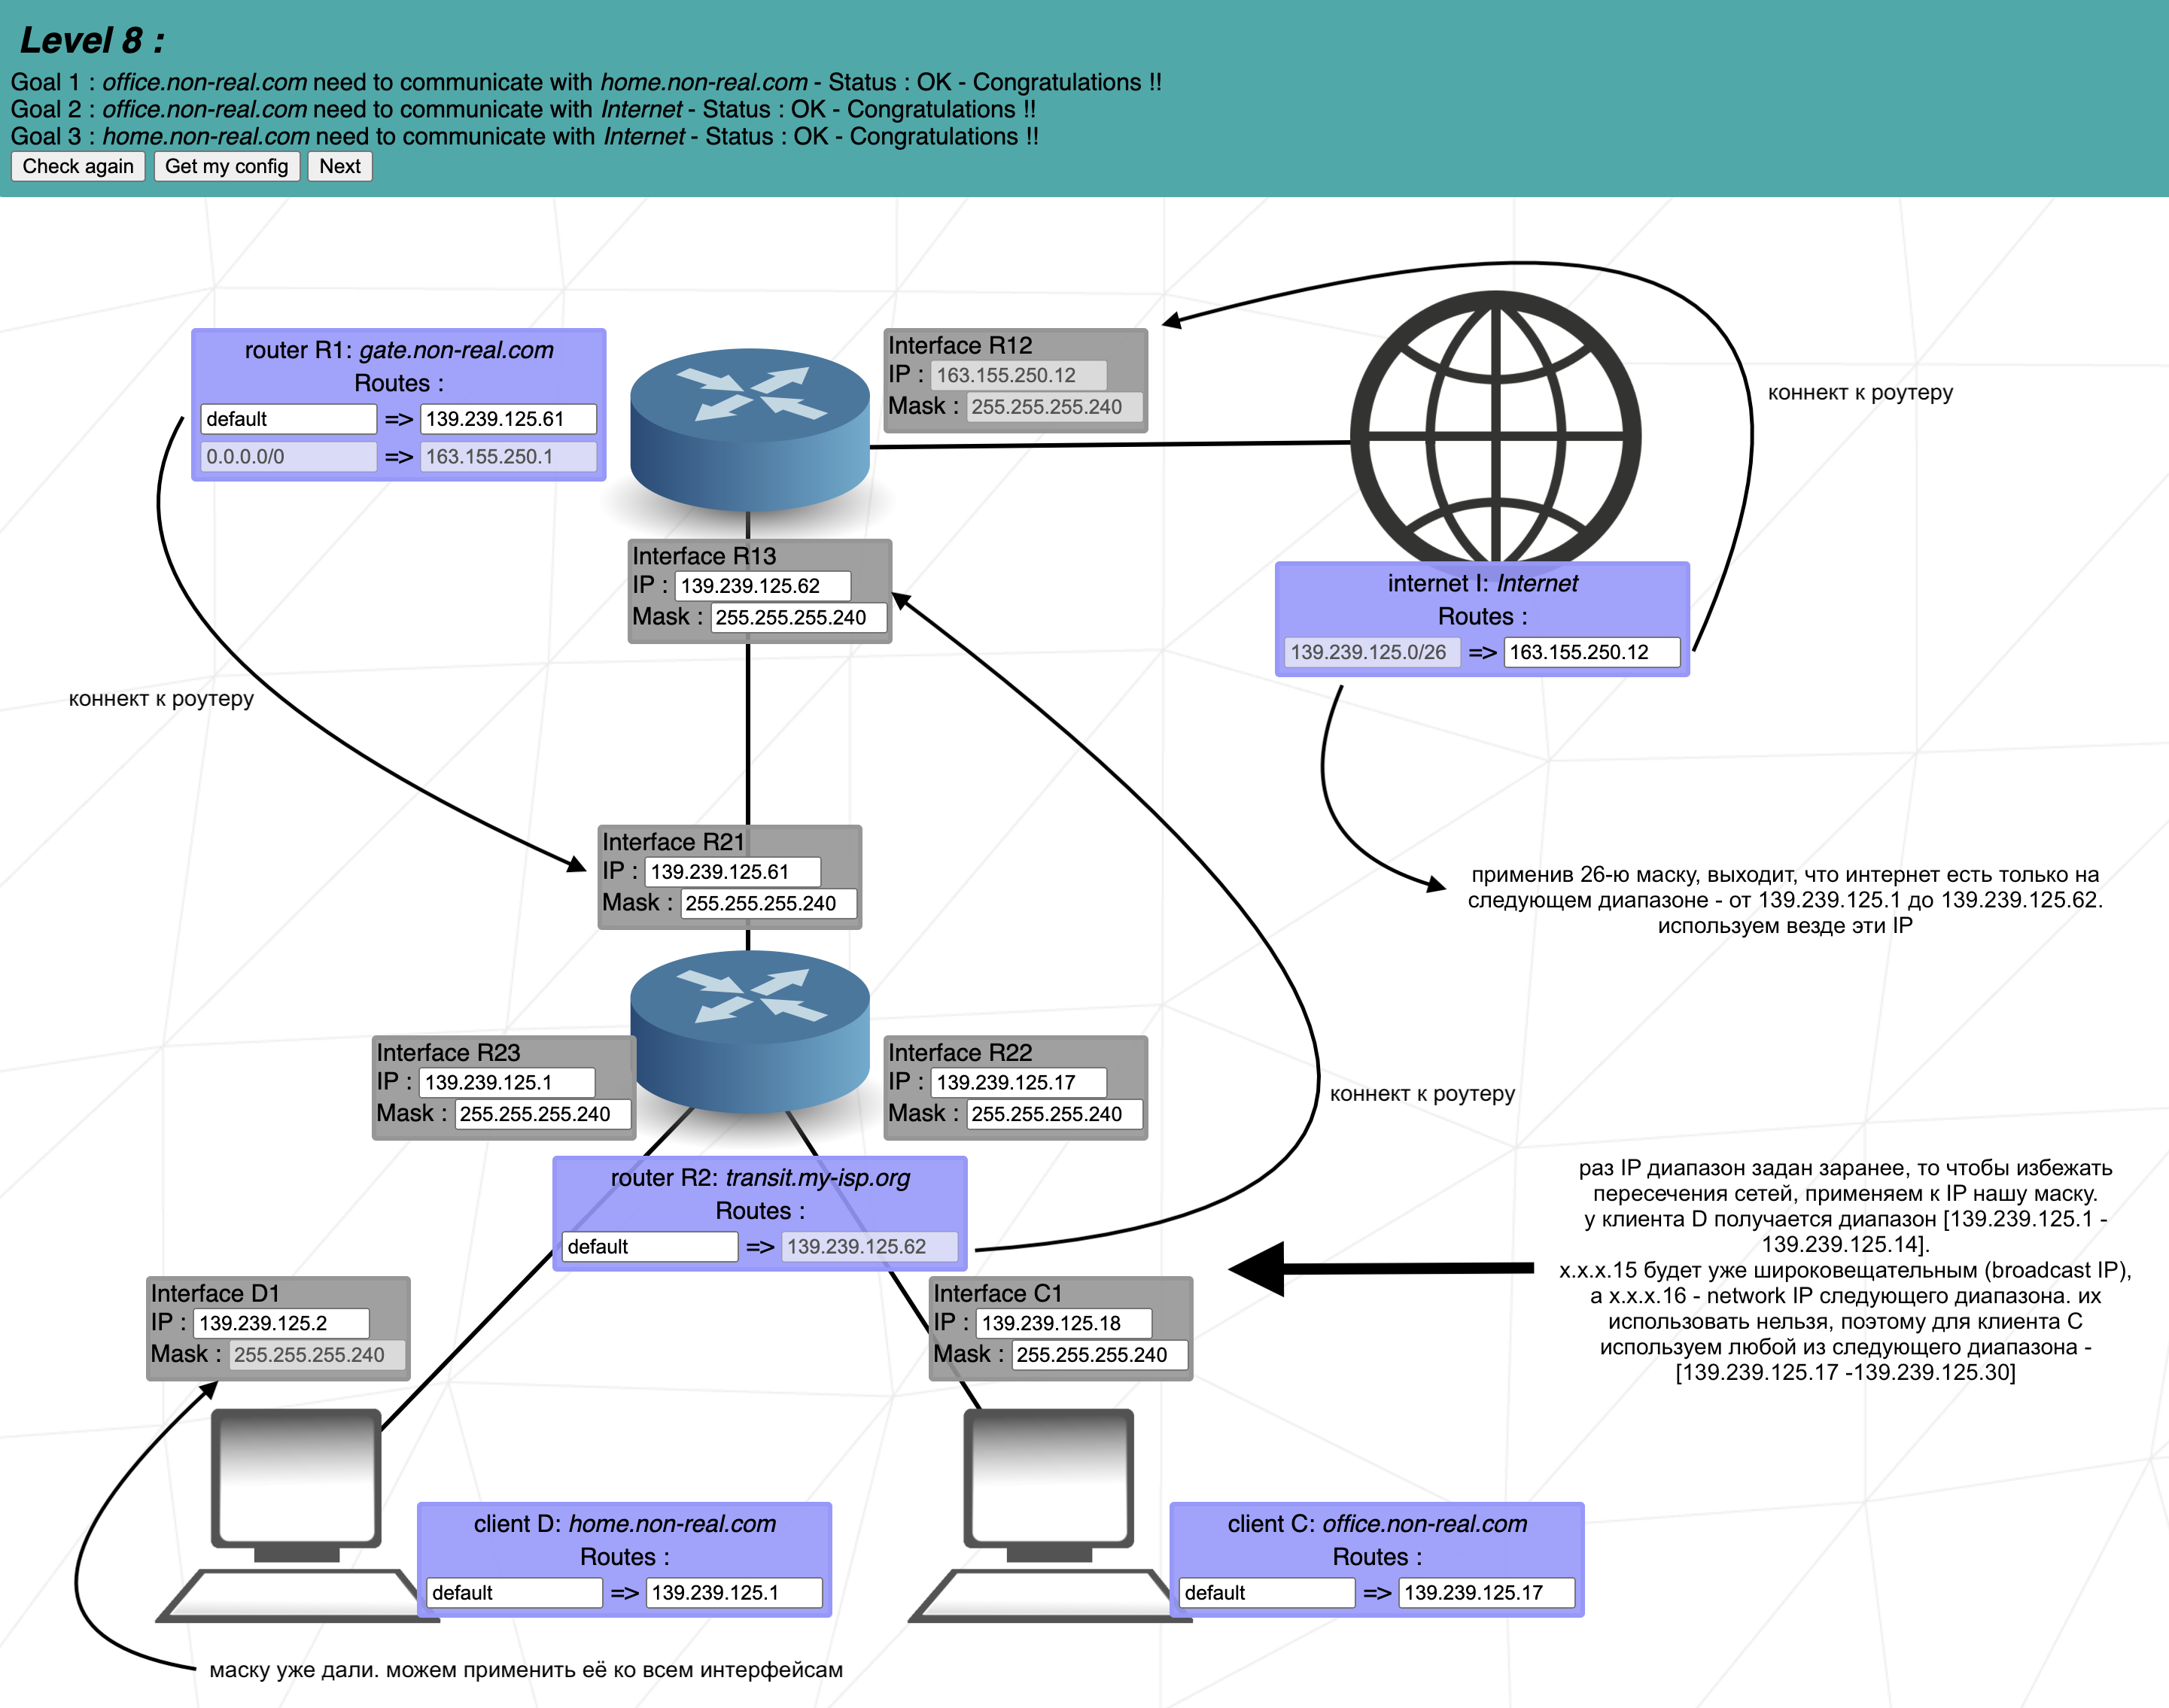 Level 8 :
Goal 1 : office.non-real.com need to communicate with home.non-real.com - Status : OK - Congratulations !!
Goal 2 : office.non-real.com need to communicate with Internet - Status : OK - Congratulations !!
Goal 3 : home.non-real.com need to communicate with Internet - Status : OK - Congratulations !!
Check again Get my config Next
router R1: gate.non-real.com
Routes :
default => 139.239.125.61
0.0.0.0/0 => 163.155.250.1
Interface R12
IP : 163.155.250.12
Mask : 255.255.255.240
коннект к роутеру
Interface R13
IP : 139.239.125.62
Mask : 255.255.255.240
internet I: Internet
Routes :
139.239.125.0/26 => 163.155.250.12
коннект к роутеру
Interface R21
IP : 139.239.125.61
Mask : 255.255.255.240
применив 26-ю маску, выходит, что интернет есть только на
следующем диапазоне - от 139.239.125.1 до 139.239.125.62.
используем везде эти IP
Interface R23
IP : 139.239.125.1
Mask : 255.255.255.240
Interface R22
IP : 139.239.125.17
Mask : 255.255.255.240
коннект к роутеру
router R2: transit.my-isp.org
Routes :
default => 139.239.125.62
раз IP диапазон задан заранее, то чтобы избежать
пересечения сетей, применяем к IP нашу маску.
у клиента D получается диапазон [139.239.125.1 -
139.239.125.14].
x.x.x.15 будет уже широковещательным (broadcast IP),
а x.x.x.16 - network IP следующего диапазона. их
использовать нельзя, поэтому для клиента C
используем любой из следующего диапазона -
[139.239.125.17 -139.239.125.30]
Interface D1
IP : 139.239.125.2
Mask : 255.255.255.240
Interface C1
IP : 139.239.125.18
Mask : 255.255.255.240
client D: home.non-real.com
Routes :
default => 139.239.125.1
client C: office.non-real.com
Routes :
default => 139.239.125.17
маску уже дали. можем применить её ко всем интерфейсам